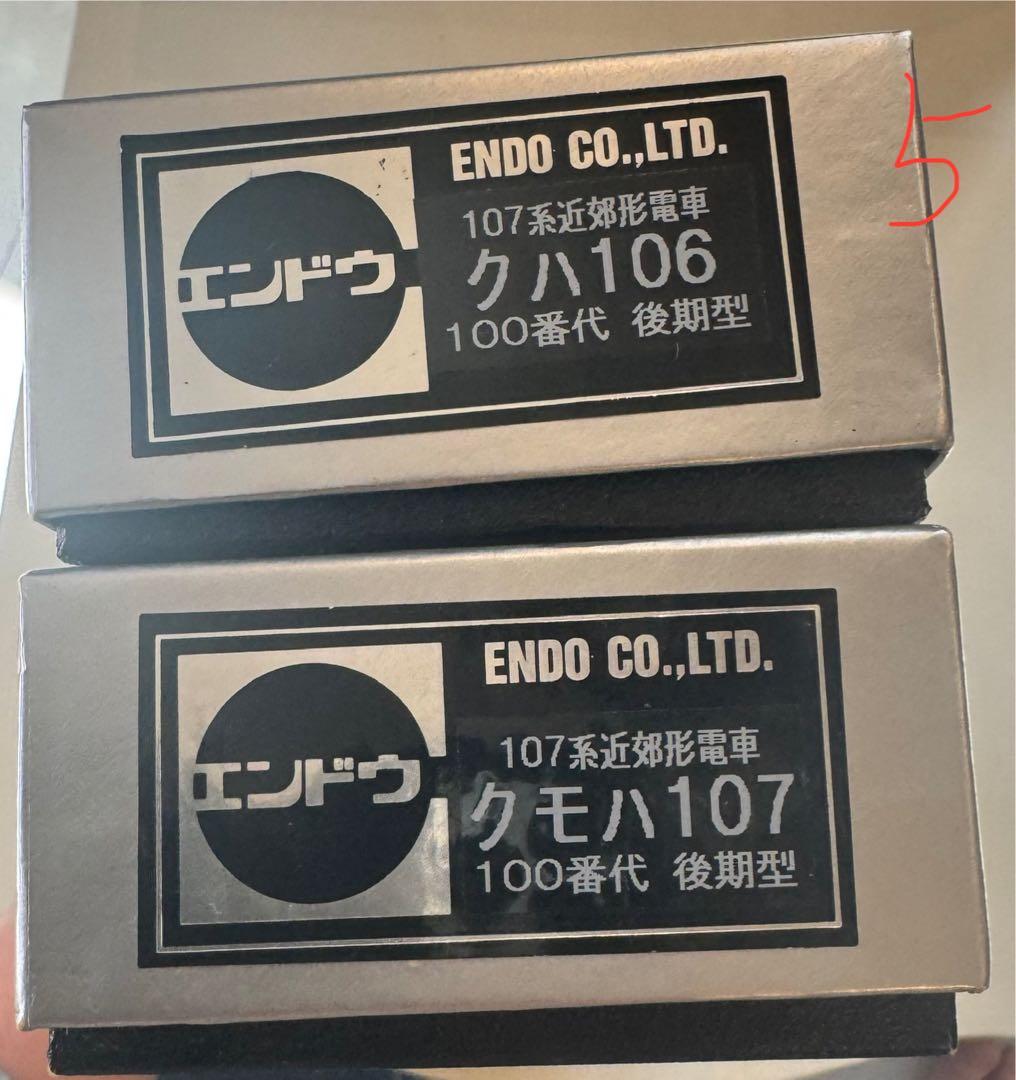 5
ENDO CO.,LTD.
107系近郊形電車
エンドウ
クハ106
100番代 後期型
ENDO CO.,LTD.
107系近郊形電車
エンドウ
クモハ107
100番代 後期型